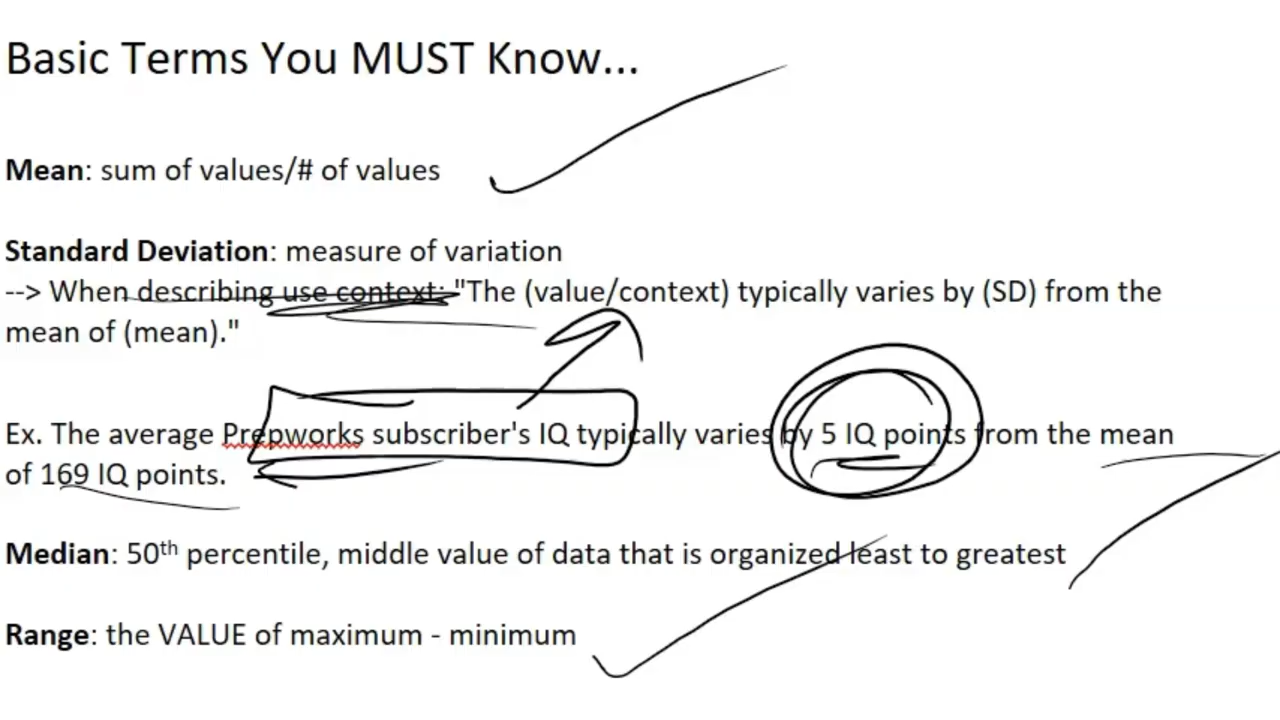 Basic Terms You MUST Know...
Mean: sum of values/# of values
Standard Deviation: measure of variation
--> When describing use context: "The (value/context) typically varies by (SD) from the
mean of (mean)."
Ex. The average Prepworks subscriber's IQ typically varies by 5 IQ points from the mean
of 169 IQ points.
Median: 50th percentile, middle value of data that is organized least to greatest
Range: the VALUE of maximum - minimum